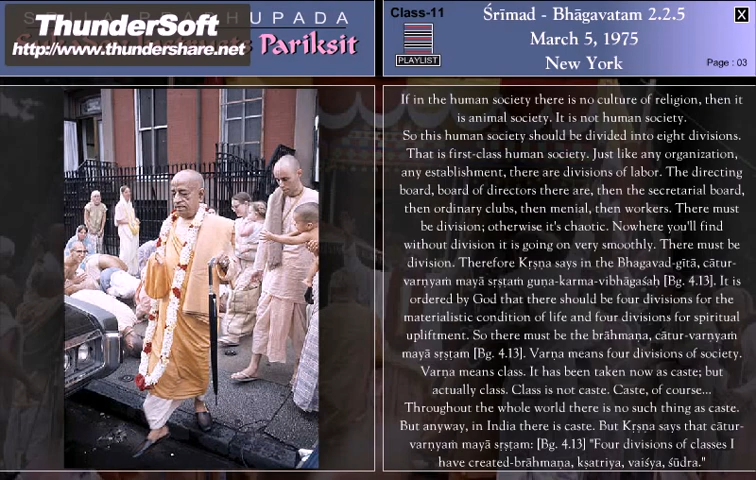 SRILA PRABHUPADA
ThunderSoft
http://www.thundershare.net
Pariksit
Class-11
PLAYLIST
Śrīmad - Bhāgavatam 2.2.5
March 5, 1975
New York
X
Page : 03
If in the human society there is no culture of religion, then it
is animal society. It is not human society.
So this human society should be divided into eight divisions.
That is first-class human society. Just like any organization,
any establishment, there are divisions of labor. The directing
board, board of directors there are, then the secretarial board,
then ordinary clubs, then menial, then workers. There must
be division; otherwise it's chaotic. Nowhere you'll find
without division it is going on very smoothly. There must be
division. Therefore Kṛṣṇa says in the Bhagavad-gītā, cātur-
varṇyaṁ mayā sṛṣṭaṁ guṇa-karma-vibhāgaśaḥ [Bg. 4.13]. It is
ordered by God that there should be four divisions for the
materialistic condition of life and four divisions for spiritual
upliftment. So there must be the brāhmaṇa, cātur-varṇyaṁ
mayā sṛṣṭam [Bg. 4.13]. Varṇa means four divisions of society.
Varṇa means class. It has been taken now as caste; but
actually class. Class is not caste. Caste, of course...
Throughout the whole world there is no such thing as caste.
But anyway, in India there is caste. But Kṛṣṇa says that cātur-
varṇyaṁ mayā sṛṣṭam: [Bg. 4.13] "Four divisions of classes I
have created-brāhmaṇa, kṣatriya, vaiśya, śūdra."